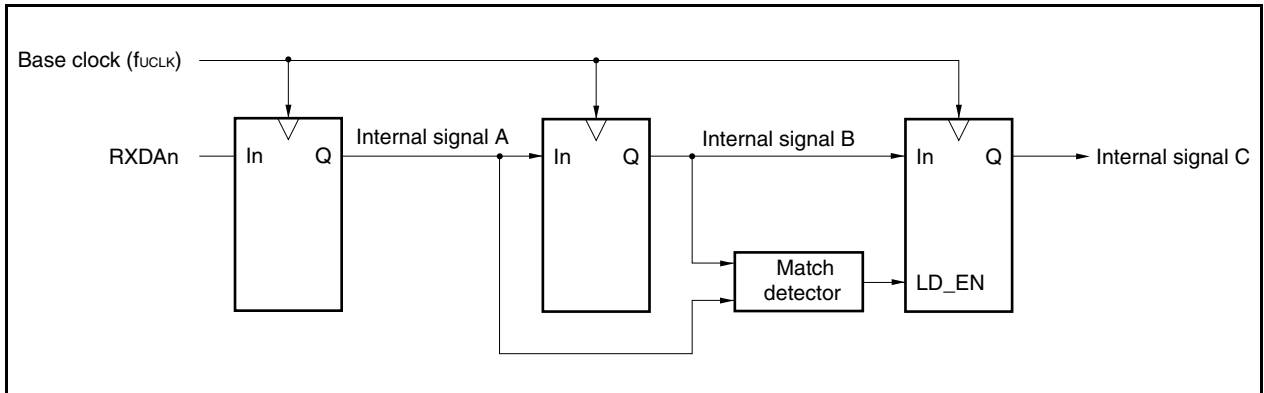 Base clock (fUCLK)
Internal signal A
Internal signal B
RXDAn
In
Q
In
Q
In
Q
Internal signal C
Match
detector
LD_EN